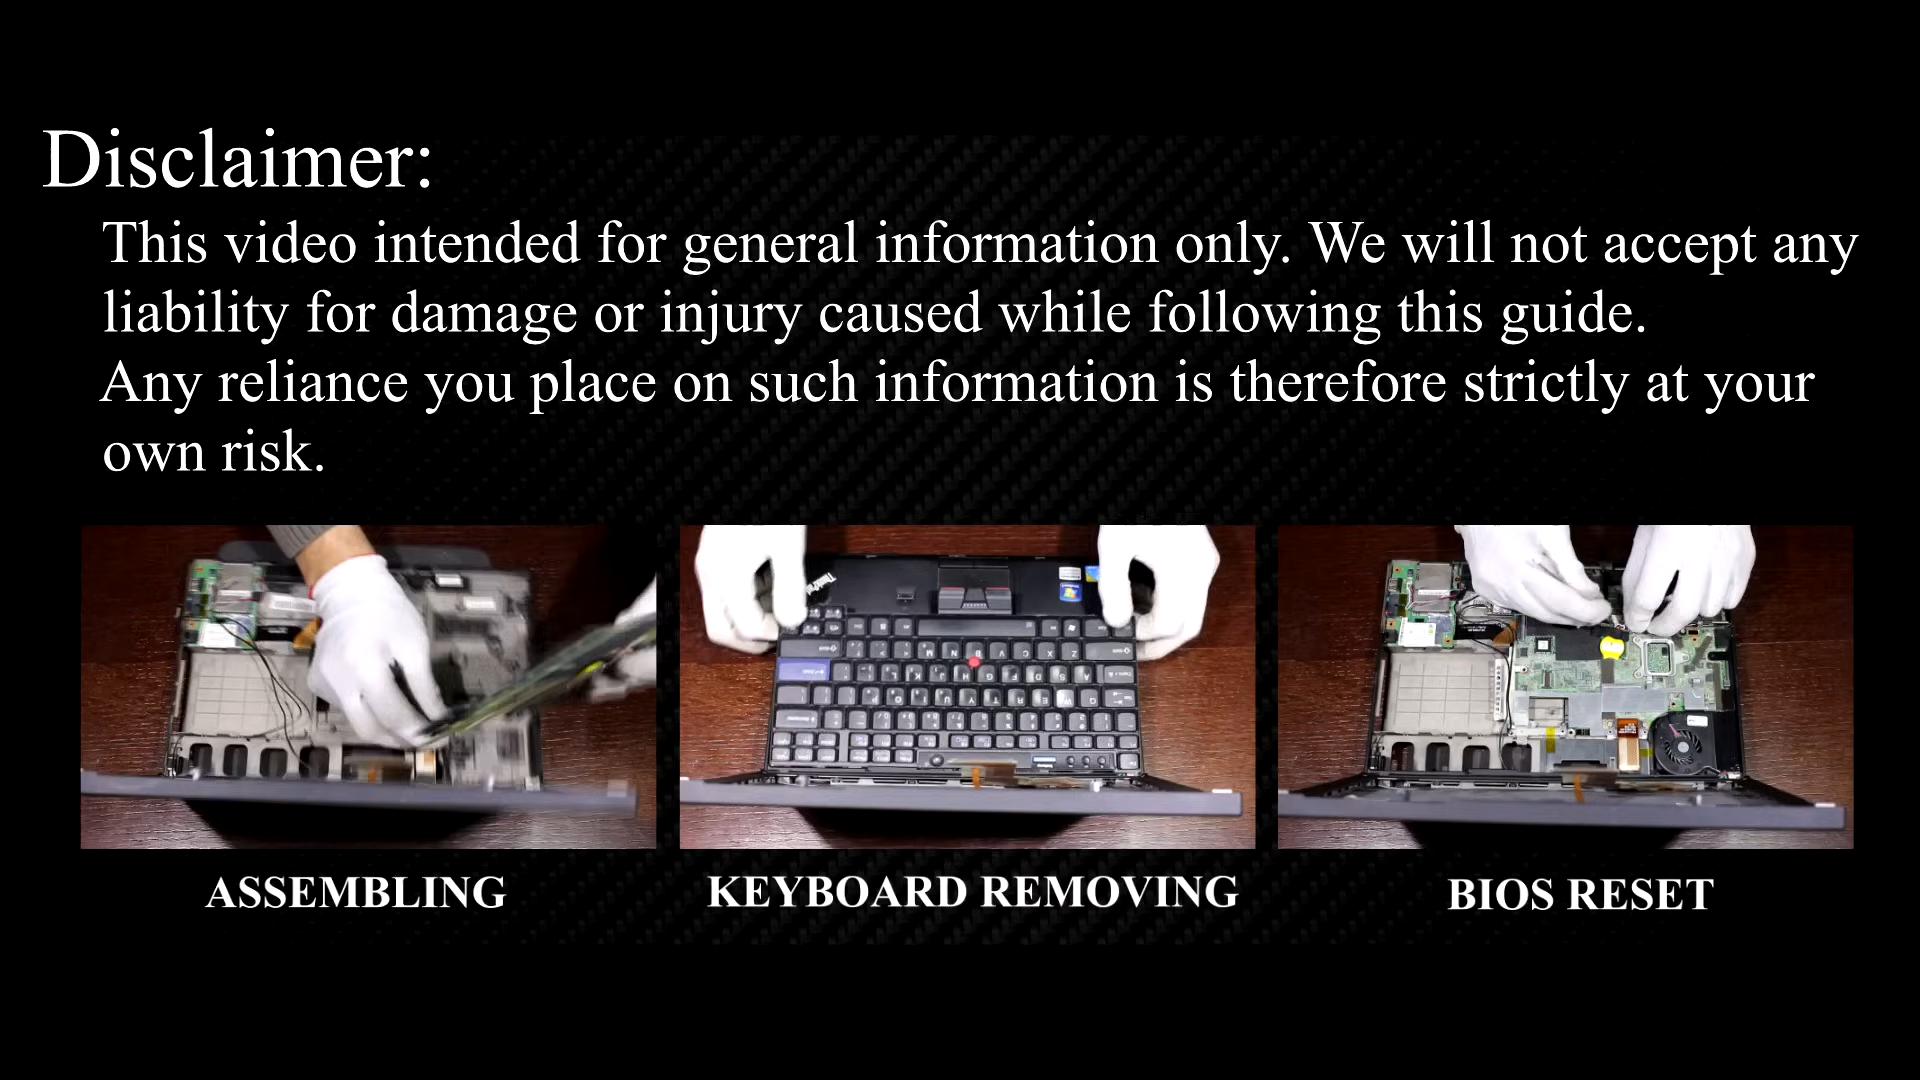 Disclaimer:
This video intended for general information only. We will not accept any
liability for damage or injury caused while following this guide.
Any reliance you place on such information is therefore strictly at your
own risk.
ThinkPad
ASSEMBLING
KEYBOARD REMOVING
BIOS RESET